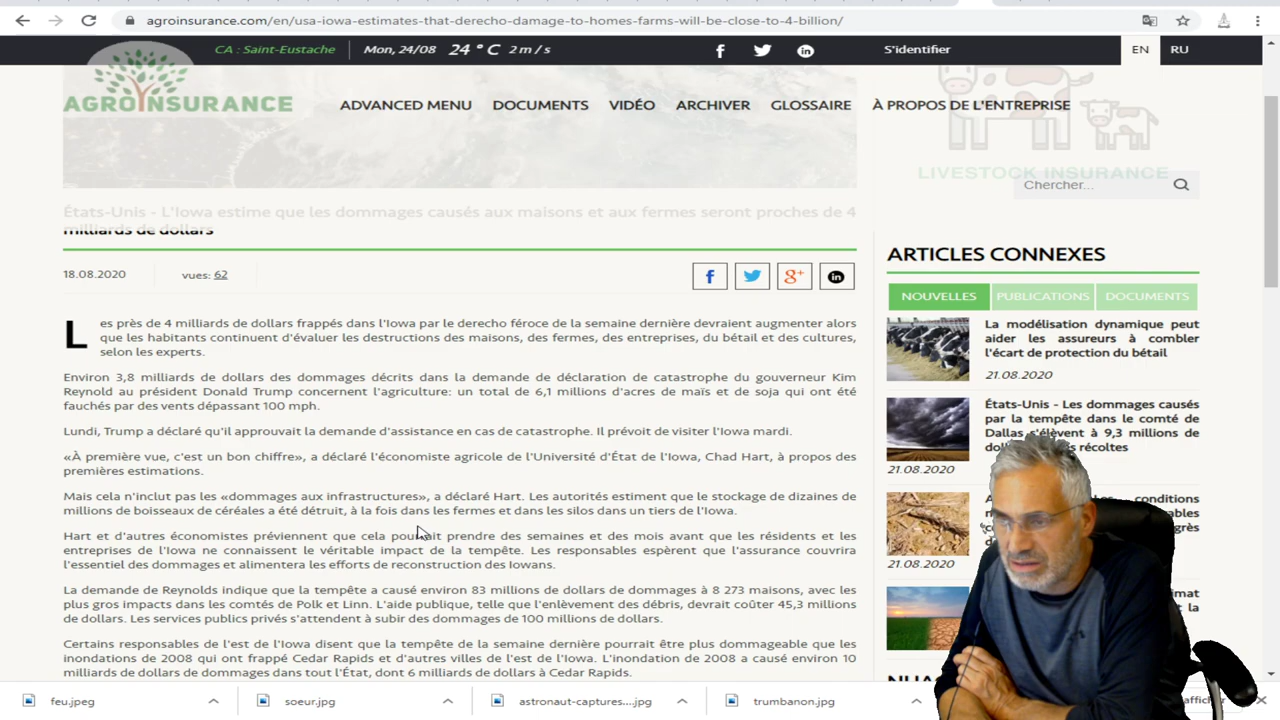 agroinsurance.com/en/usa-iowa-estimates-that-derecho-damage-to-homes-farms-will-be-close-to-4-billion/
CA : Saint-Eustache Mon, 24/08 24 ° C 2 m / s S'identifier EN RU
AGROINSURANCE ADVANCED MENU DOCUMENTS VIDÉO ARCHIVER GLOSSAIRE À PROPOS DE L'ENTREPRISE
LIVESTOCK INSURANCE
Chercher...
États-Unis - L'Iowa estime que les dommages causés aux maisons et aux fermes seront proches de 4
milliards de dollars
18.08.2020 vues: 62
Les près de 4 milliards de dollars frappés dans l'Iowa par le derecho féroce de la semaine dernière devraient augmenter alors
que les habitants continuent d'évaluer les destructions des maisons, des fermes, des entreprises, du bétail et des cultures,
selon les experts.
Environ 3,8 milliards de dollars des dommages décrits dans la demande de déclaration de catastrophe du gouverneur Kim
Reynold au président Donald Trump concernent l'agriculture: un total de 6,1 millions d'acres de maïs et de soja qui ont été
fauchés par des vents dépassant 100 mph.
Lundi, Trump a déclaré qu'il approuvait la demande d'assistance en cas de catastrophe. Il prévoit de visiter l'Iowa mardi.
«À première vue, c'est un bon chiffre», a déclaré l'économiste agricole de l'Université d'État de l'Iowa, Chad Hart, à propos des
premières estimations.
Mais cela n'inclut pas les «dommages aux infrastructures», a déclaré Hart. Les autorités estiment que le stockage de dizaines de
millions de boisseaux de céréales a été détruit, à la fois dans les fermes et dans les silos dans un tiers de l'Iowa.
Hart et d'autres économistes préviennent que cela pourrait prendre des semaines et des mois avant que les résidents et les
entreprises de l'Iowa ne connaissent le véritable impact de la tempête. Les responsables espèrent que l'assurance couvrira
l'essentiel des dommages et alimentera les efforts de reconstruction des Iowans.
La demande de Reynolds indique que la tempête a causé environ 83 millions de dollars de dommages à 8 273 maisons, avec les
plus gros impacts dans les comtés de Polk et Linn. L'aide publique, telle que l'enlèvement des débris, devrait coûter 45,3 millions
de dollars. Les services publics privés s'attendent à subir des dommages de 100 millions de dollars.
Certains responsables de l'est de l'Iowa disent que la tempête de la semaine dernière pourrait être plus dommageable que les
inondations de 2008 qui ont frappé Cedar Rapids et d'autres villes de l'est de l'Iowa. L'inondation de 2008 a causé environ 10
milliards de dollars de dommages dans tout l'État, dont 6 milliards de dollars à Cedar Rapids.
ARTICLES CONNEXES
NOUVELLES PUBLICATIONS DOCUMENTS
La modélisation dynamique peut
aider les assureurs à combler
l'écart de protection du bétail
21.08.2020
États-Unis - Les dommages causés
par la tempête dans le comté de
Dallas s'élèvent à 9,3 millions de
récoltes
21.08.2020
conditions
21.08.2020
feu.jpeg soeur.jpg astronaut-captures....jpg trumbanon.jpg afficher